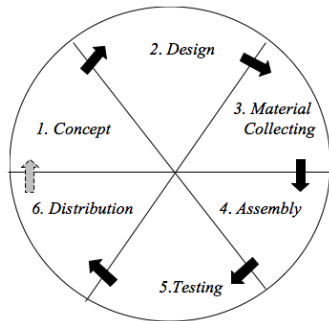 1. Concept
2. Design
3. Material
Collecting
4. Assembly
5.Testing
6. Distribution